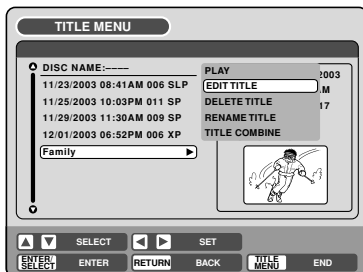 TITLE MENU
DISC NAME:----
11/23/2003 08:41AM 006 SLP
11/25/2003 10:03PM 011 SP
11/29/2003 11:30AM 009 SP
12/01/2003 06:52PM 006 XP
Family
PLAY
EDIT TITLE
DELETE TITLE
RENAME TITLE
TITLE COMBINE
2003
.M
17
SELECT
SET
ENTER/SELECT ENTER
RETURN BACK
TITLE MENU END